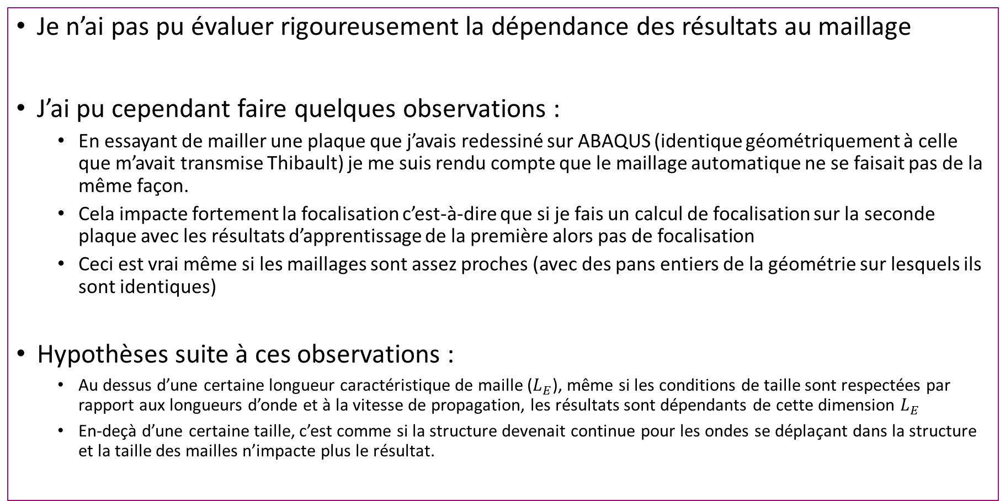 • Je n’ai pas pu évaluer rigoureusement la dépendance des résultats au maillage
• J’ai pu cependant faire quelques observations :
• En essayant de mailler une plaque que j’avais redessiné sur ABAQUS (identique géométriquement à celle
que m’avait transmise Thibault) je me suis rendu compte que le maillage automatique ne se faisait pas de la
même façon.
• Cela impacte fortement la focalisation c’est-à-dire que si je fais un calcul de focalisation sur la seconde
plaque avec les résultats d’apprentissage de la première alors pas de focalisation
• Ceci est vrai même si les maillages sont assez proches (avec des pans entiers de la géométrie sur lesquels ils
sont identiques)
• Hypothèses suite à ces observations :
• Au dessus d’une certaine longueur caractéristique de maille (𝐿𝐸), même si les conditions de taille sont respectées par
rapport aux longueurs d’onde et à la vitesse de propagation, les résultats sont dépendants de cette dimension 𝐿𝐸
• En-deçà d’une certaine taille, c’est comme si la structure devenait continue pour les ondes se déplaçant dans la structure
et la taille des mailles n’impacte plus le résultat.